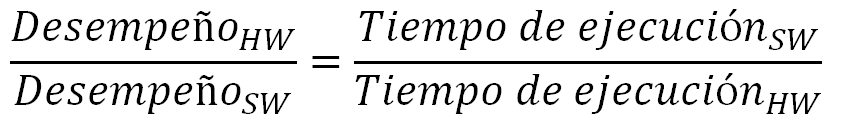 Desempeño_HW / Desempeño_SW = Tiempo de ejecución_SW / Tiempo de ejecución_HW